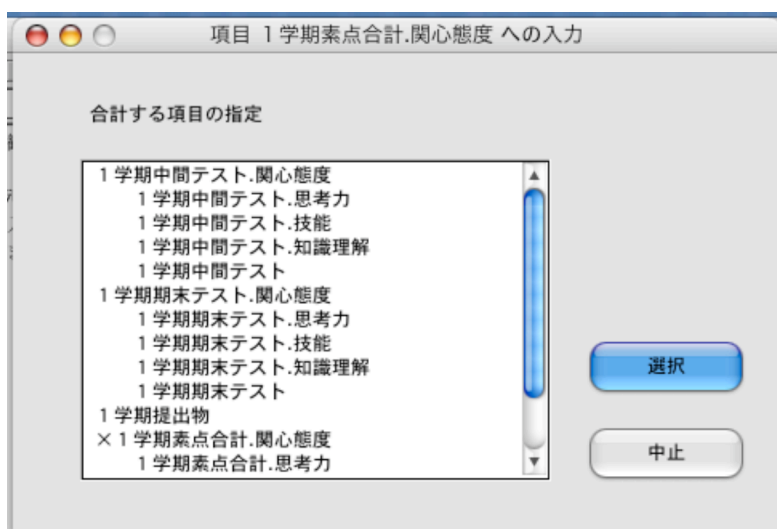 項目 1学期素点合計.関心態度 への入力
合計する項目の指定
1学期中間テスト.関心態度
1学期中間テスト.思考力
1学期中間テスト.技能
1学期中間テスト.知識理解
1学期中間テスト
1学期期末テスト.関心態度
1学期期末テスト.思考力
1学期期末テスト.技能
1学期期末テスト.知識理解
1学期期末テスト
1学期提出物
×1学期素点合計.関心態度
1学期素点合計.思考力
選択
中止